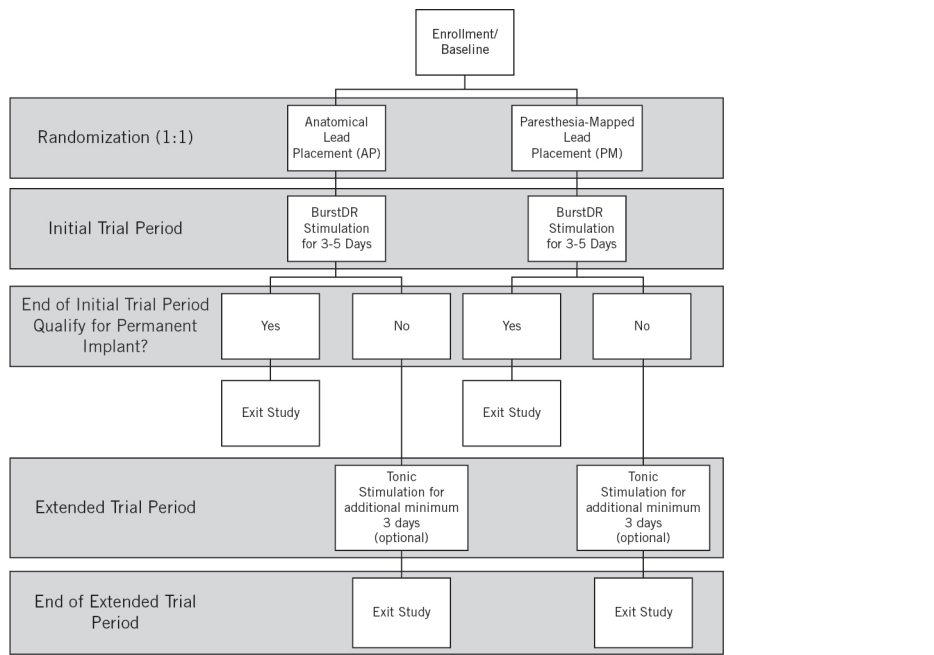 Enrollment/
Baseline
Randomization (1:1)
Anatomical
Lead
Placement (AP)
Paresthesia-Mapped
Lead
Placement (PM)
Initial Trial Period
BurstDR
Stimulation
for 3-5 Days
BurstDR
Stimulation
for 3-5 Days
End of Initial Trial Period
Qualify for Permanent
Implant?
Yes
No
Yes
No
Exit Study
Exit Study
Extended Trial Period
Tonic
Stimulation for
additional minimum
3 days
(optional)
Tonic
Stimulation for
additional minimum
3 days
(optional)
End of Extended Trial
Period
Exit Study
Exit Study